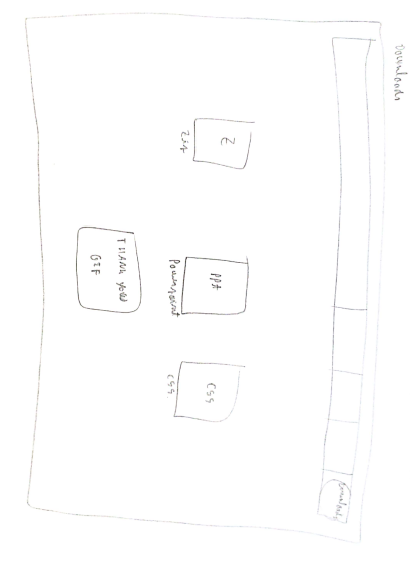 Downloads
Downloads
Z
Zip
PPt
Powerpoint
CSS
CSS
THANK you
GIF